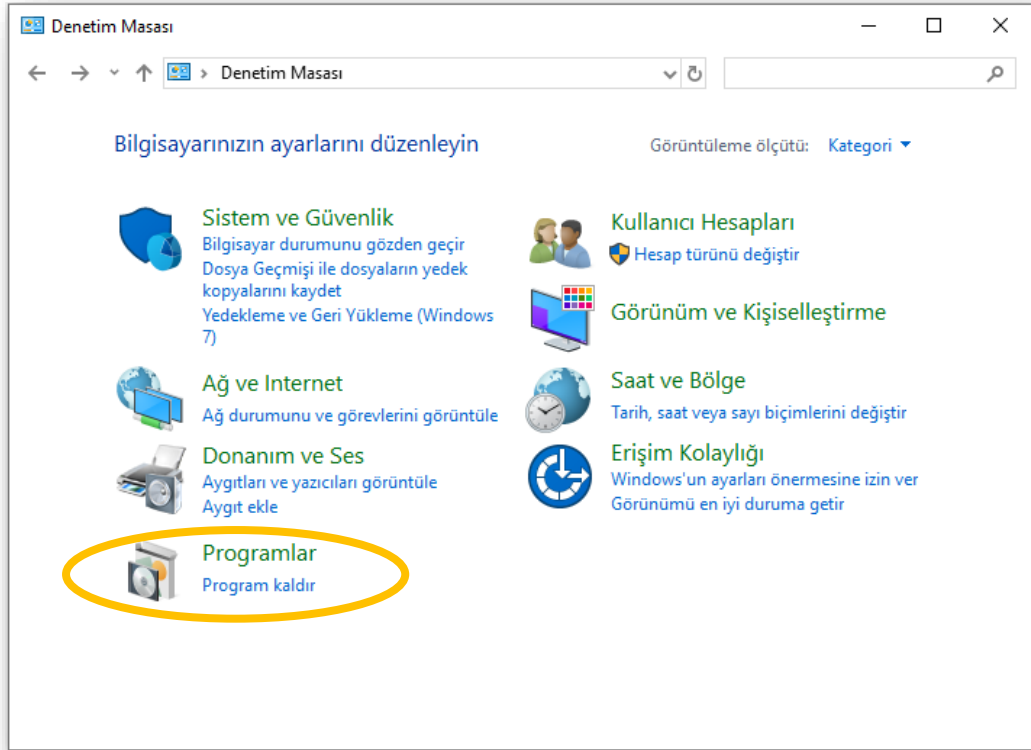 Denetim Masası
Denetim Masası
Bilgisayarınızın ayarlarını düzenleyin
Görüntüleme ölçütü: Kategori
Sistem ve Güvenlik
Bilgisayar durumunu gözden geçir
Dosya Geçmişi ile dosyaların yedek
kopyalarını kaydet
Yedekleme ve Geri Yükleme (Windows
7)
Ağ ve Internet
Ağ durumunu ve görevlerini görüntüle
Donanım ve Ses
Aygıtları ve yazıcıları görüntüle
Aygıt ekle
Programlar
Program kaldır
Kullanıcı Hesapları
Hesap türünü değiştir
Görünüm ve Kişiselleştirme
Saat ve Bölge
Tarih, saat veya sayı biçimlerini değiştir
Erişim Kolaylığı
Windows'un ayarları önermesine izin ver
Görünümü en iyi duruma getir